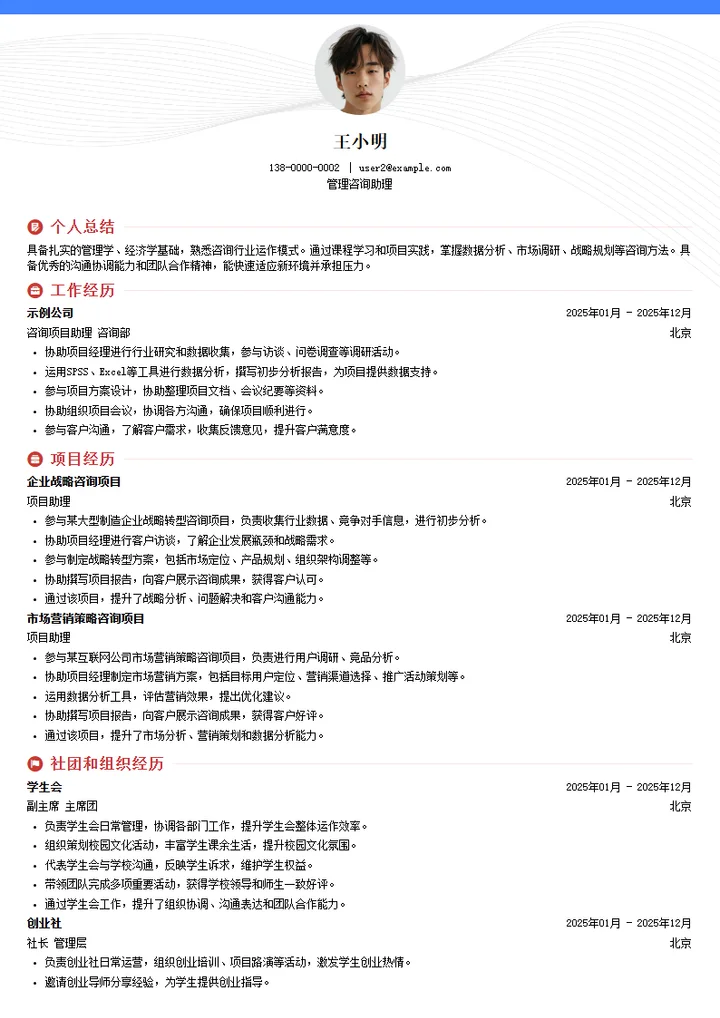 王小明
138-0000-0002 | user2@example.com
管理咨询助理
个人总结
具备扎实的管理学、经济学基础，熟悉咨询行业运作模式。通过课程学习和项目实践，掌握数据分析、市场调研、战略规划等咨询方法。具
备优秀的沟通协调能力和团队合作精神，能快速适应新环境并承担压力。
工作经历
示创公司 2025年01月 - 2025年12月
咨询项目助理 咨询部 北京
• 协助项目经理进行行业研究和数据收集，参与访谈、问卷调查等调研活动。
• 运用SPSS、Excel等工具进行数据分析，撰写初步分析报告，为项目提供数据支持。
• 参与项目方案设计，协助整理项目文档、会议纪要等资料。
• 协助组织项目会议，协调各方沟通，确保项目顺利进行。
• 参与客户沟通，了解客户需求，收集反馈意见，提升客户满意度。
项目经历
企业战略咨询项目 2025年01月 - 2025年12月
项目助理 北京
• 参与某大型制造企业战略转型咨询项目，负责收集行业数据、竞争对手信息，进行初步分析。
• 协助项目经理进行客户访谈，了解企业发展瓶颈和战略需求。
• 参与制定战略转型方案，包括市场定位、产品规划、组织架构调整等。
• 协助撰写项目报告，向客户展示咨询成果，获得客户认可。
• 通过该项目，提升了战略分析、问题解决和客户沟通能力。
市场营销策略咨询项目 2025年01月 - 2025年12月
项目助理 北京
• 参与某互联网公司市场营销策略咨询项目，负责进行用户调研、竞品分析。
• 协助项目经理制定市场营销方案，包括目标用户定位、营销渠道选择、推广活动策划等。
• 运用数据分析工具，评估营销效果，提出优化建议。
• 协助撰写项目报告，向客户展示咨询成果，获得客户好评。
• 通过该项目，提升了市场分析、营销策划和数据分析能力。
社团和组织经历
学生会 2025年01月 - 2025年12月
副主席 主席团 北京
• 负责学生会日常管理，协调各部门工作，提升学生会整体运作效率。
• 组织策划校园文化活动，丰富学生课余生活，提升校园文化氛围。
• 代表学生会与学校沟通，反映学生诉求，维护学生权益。
• 带领团队完成多项重要活动，获得学校领导和师生一致好评。
• 通过学生会工作，提升了组织协调、沟通表达和团队合作能力。
创业社 2025年01月 - 2025年12月
社长 管理层 北京
• 负责创业社日常运营，组织创业培训、项目路演等活动，激发学生创业热情。
• 邀请创业导师分享经验，为学生提供创业指导。